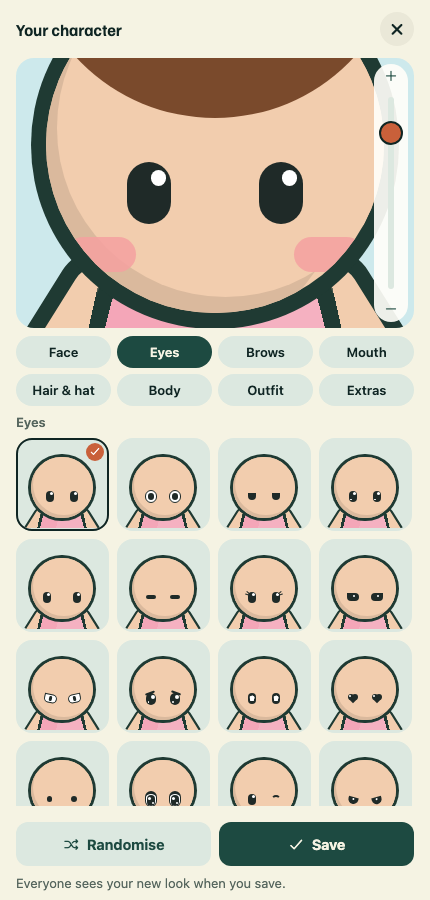 Your character
Face
Eyes
Brows
Mouth
Hair & hat
Body
Outfit
Extras
Eyes
Randomise
Save
Everyone sees your new look when you save.